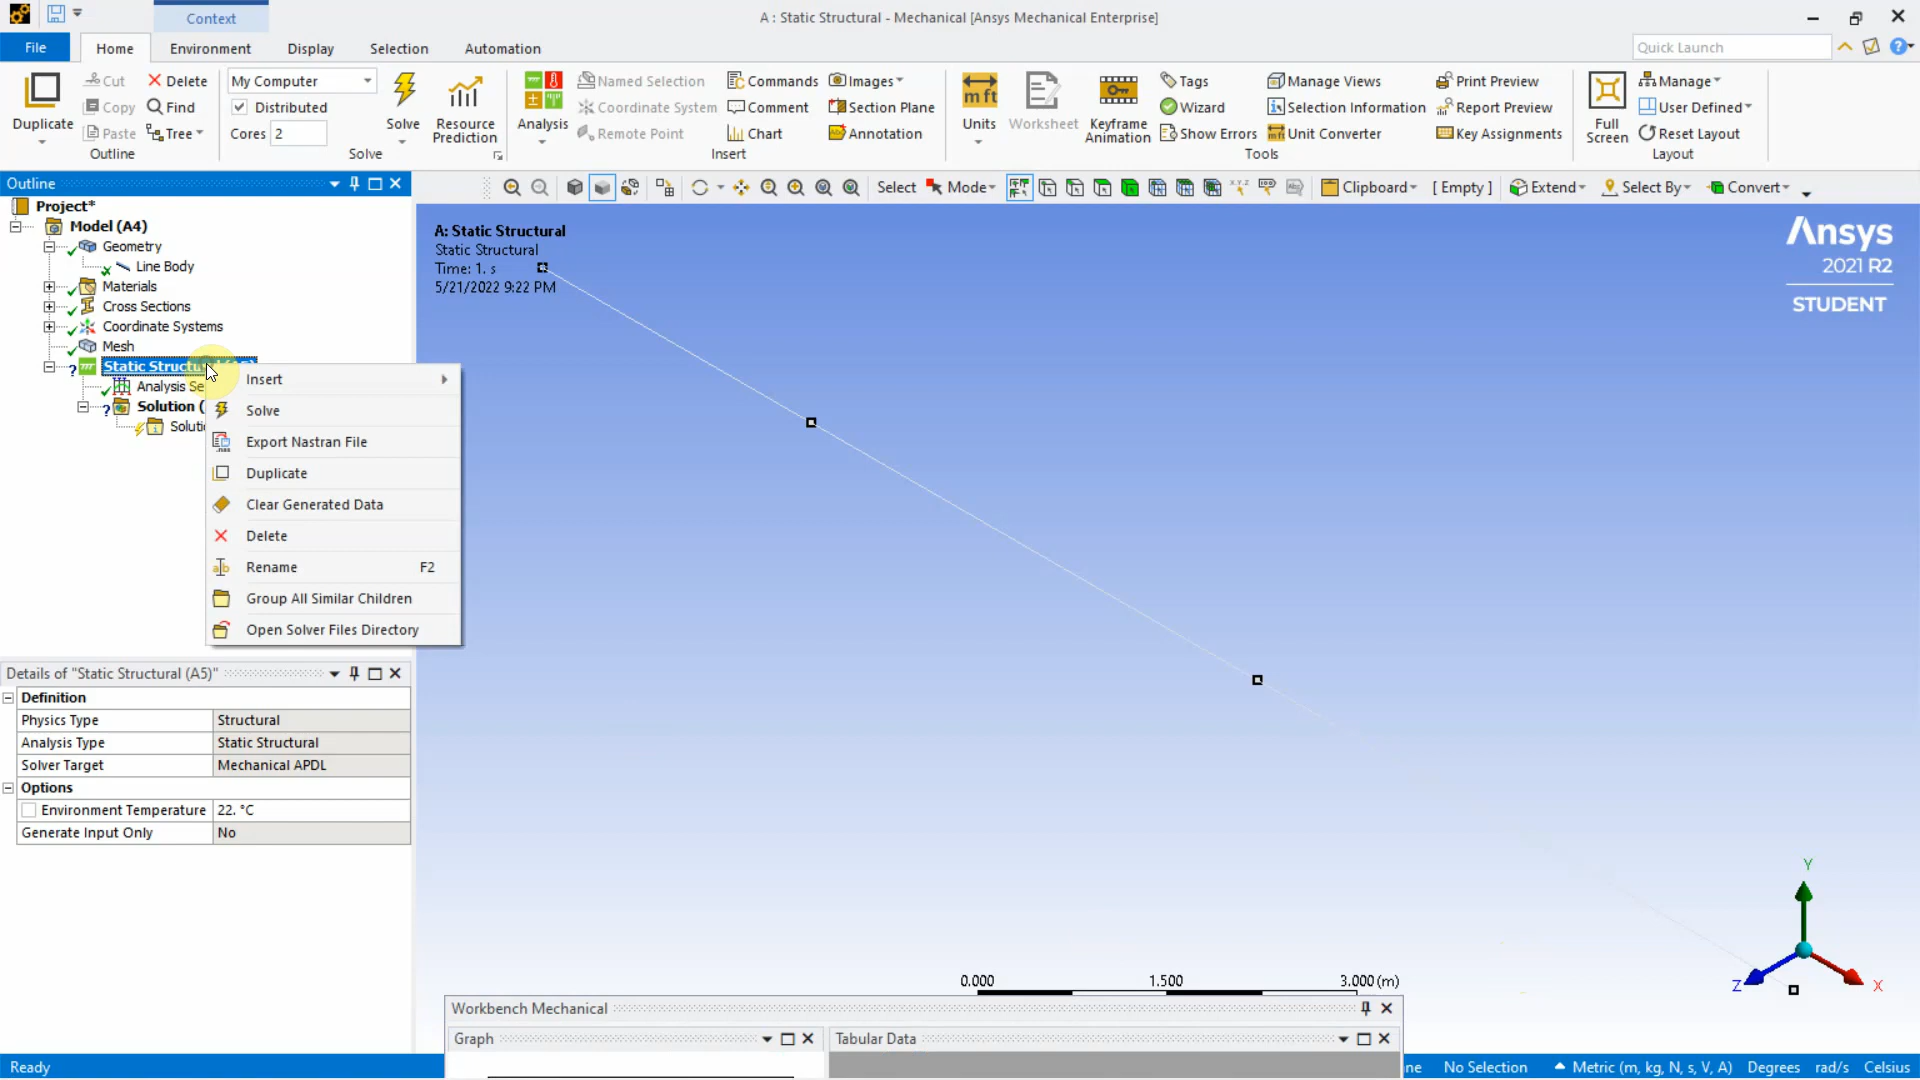 Context
A : Static Structural - Mechanical [Ansys Mechanical Enterprise]
File
Home
Environment
Display
Selection
Automation
Quick Launch
Duplicate
Cut
Delete
Copy
Find
Paste
Tree
Outline
My Computer
Distributed
Cores 2
Solve
Resource
Prediction
Solve
Analysis
Named Selection
Coordinate System
Remote Point
Commands
Comment
Chart
Images
Section Plane
Annotation
Insert
Units
Worksheet
Keyframe
Animation
Tags
Wizard
Show Errors
Manage Views
Selection Information
Unit Converter
Print Preview
Report Preview
Key Assignments
Tools
Full
Screen
Manage
User Defined
Reset Layout
Layout
Outline
Select
Mode
Clipboard
[ Empty ]
Extend
Select By
Convert
Project*
Model (A4)
Geometry
Line Body
Materials
Cross Sections
Coordinate Systems
Mesh
Static Struct
Analysis Se
Solution (
Soluti
Insert
Solve
Export Nastran File
Duplicate
Clear Generated Data
Delete
Rename F2
Group All Similar Children
Open Solver Files Directory
A: Static Structural
Static Structural
Time: 1. s
5/21/2022 9:22 PM
Ansys
2021 R2
STUDENT
Details of "Static Structural (A5)"
Definition
Physics Type Structural
Analysis Type Static Structural
Solver Target Mechanical APDL
Options
Environment Temperature 22. °C
Generate Input Only No
Y
Z
X
0.000 1.500 3.000 (m)
Workbench Mechanical
Graph
Tabular Data
Ready
ne
No Selection
Metric (m, kg, N, s, V, A)
Degrees
rad/s
Celsius